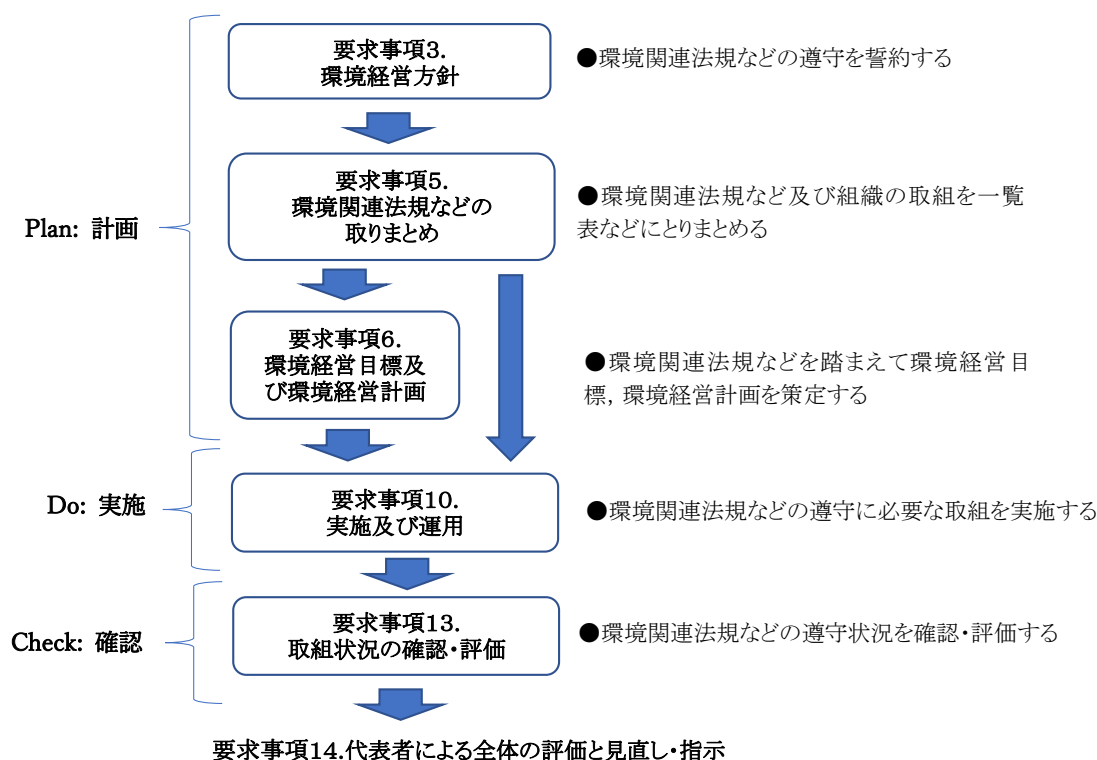 要求事項3.
環境経営方針
●環境関連法規などの遵守を誓約する
要求事項5.
環境関連法規などの
取りまとめ
●環境関連法規など及び組織の取組を一覧
表などにとりまとめる
Plan: 計画
要求事項6.
環境経営目標及
び環境経営計画
●環境関連法規などを踏まえて環境経営目
標, 環境経営計画を策定する
Do: 実施
要求事項10.
実施及び運用
●環境関連法規などの遵守に必要な取組を実施する
Check: 確認
要求事項13.
取組状況の確認・評価
●環境関連法規などの遵守状況を確認・評価する
要求事項14.代表者による全体の評価と見直し・指示